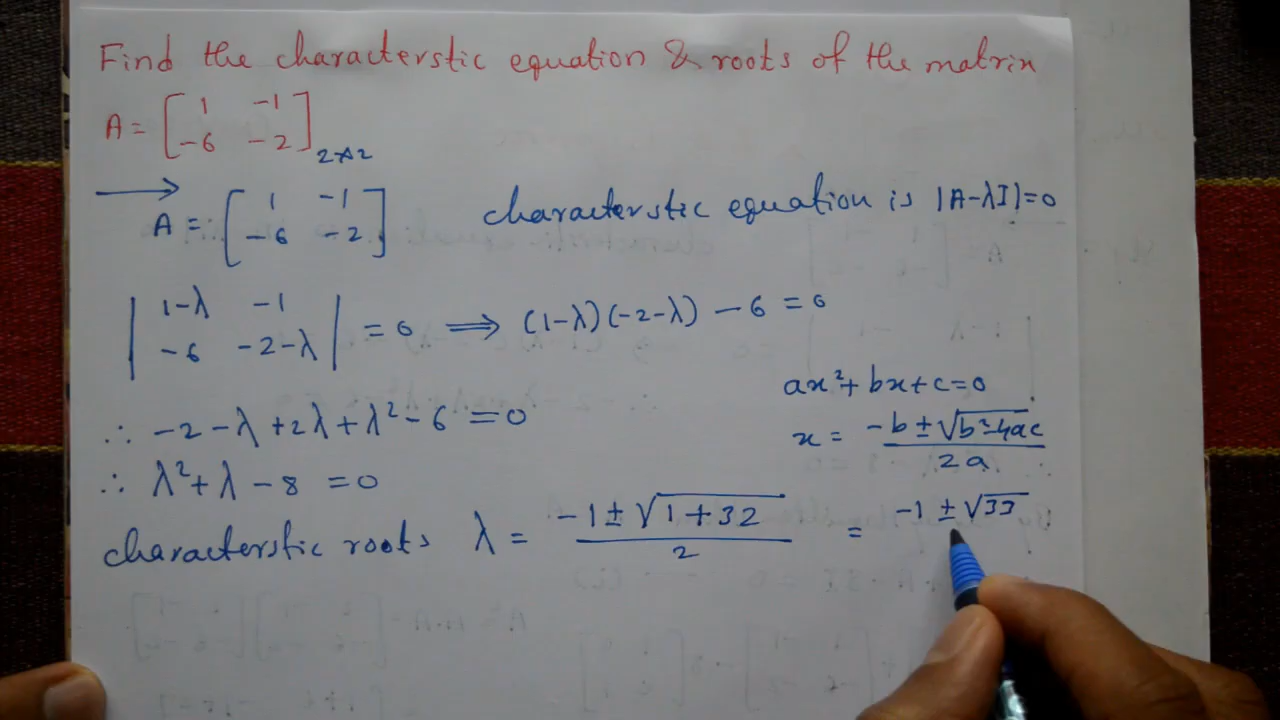 Find the characterstic equation & roots of the matrix
A = [ 1 -1
-6 -2 ] 2×2
→ A = [ 1 -1
-6 -2 ] characterstic equation is |A-λI|=0
| 1-λ -1
-6 -2-λ | = 0 ⟹ (1-λ)(-2-λ) - 6 = 0
ax²+bx+c=0
∴ -2-λ+2λ+λ²-6 = 0
x = -b±√b²-4ac / 2a
∴ λ²+λ-8 = 0
characterstic roots λ = -1±√1+32 / 2 = -1±√33